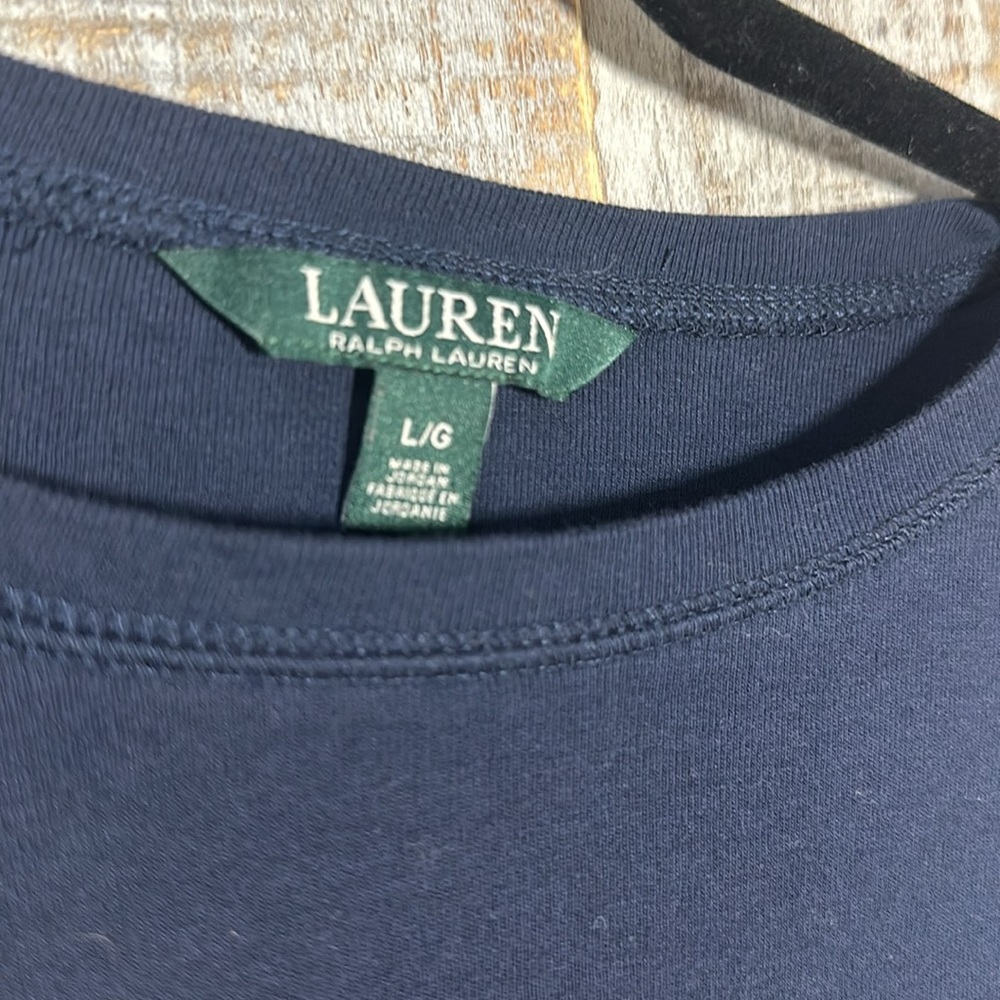 LAUREN
RALPH LAUREN
L/G
MADE IN
JORDAN
FABRIQUÉ EN
JORDANIE